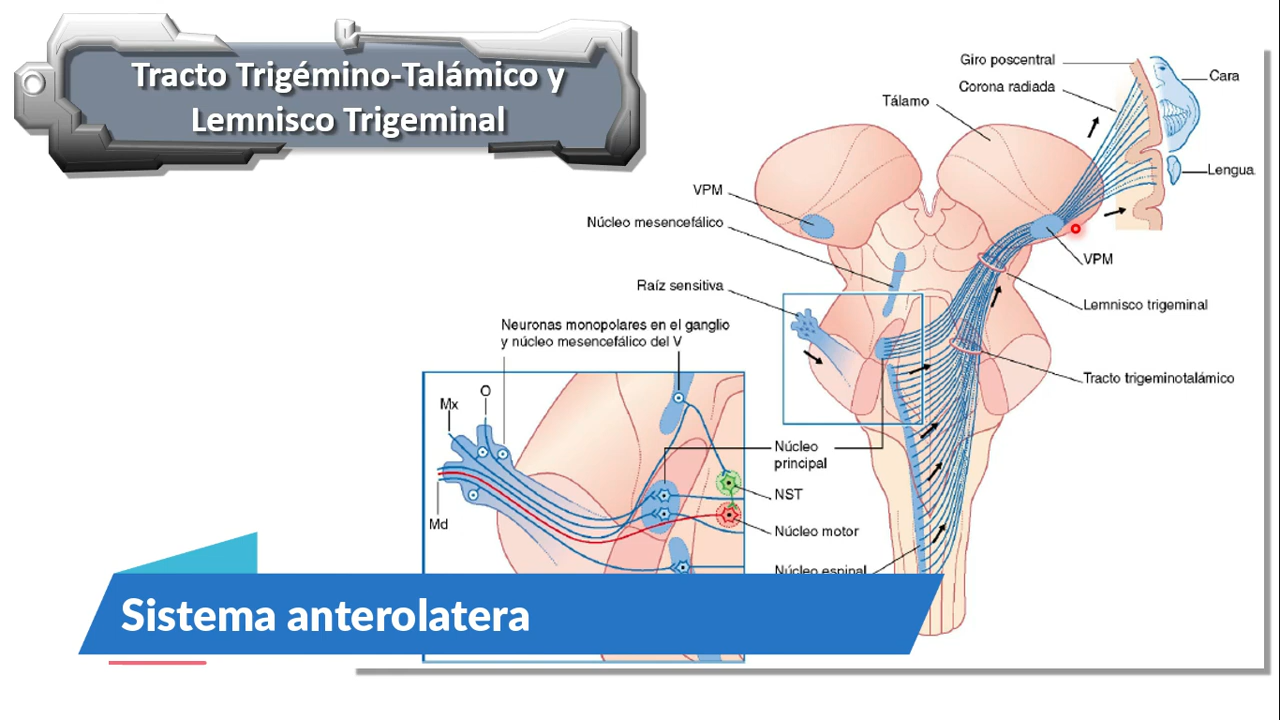 Tracto Trigémino-Talámico y
Lemnisco Trigeminal
Giro poscentral
Corona radiada
Tálamo
Cara
Lengua
VPM
Núcleo mesencefálico
Raíz sensitiva
VPM
Lemnisco trigeminal
Tracto trigeminotalámico
Neuronas monopolares en el ganglio
y núcleo mesencefálico del V
Mx
O
Md
Núcleo
principal
NST
Núcleo motor
Núcleo espinal
Sistema anterolatera